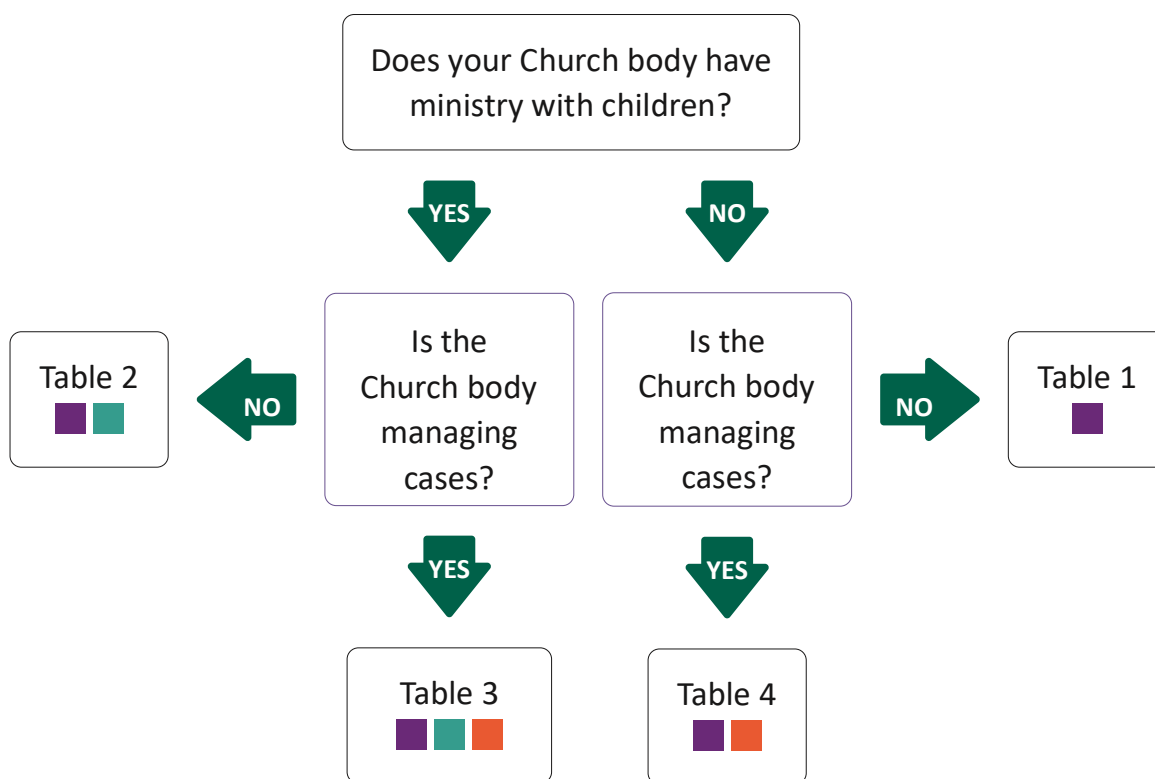 Does your Church body have
ministry with children?
YES
NO
Is the
Church body
managing
cases?
Is the
Church body
managing
cases?
Table 2
NO
NO
Table 1
YES
YES
Table 3
Table 4